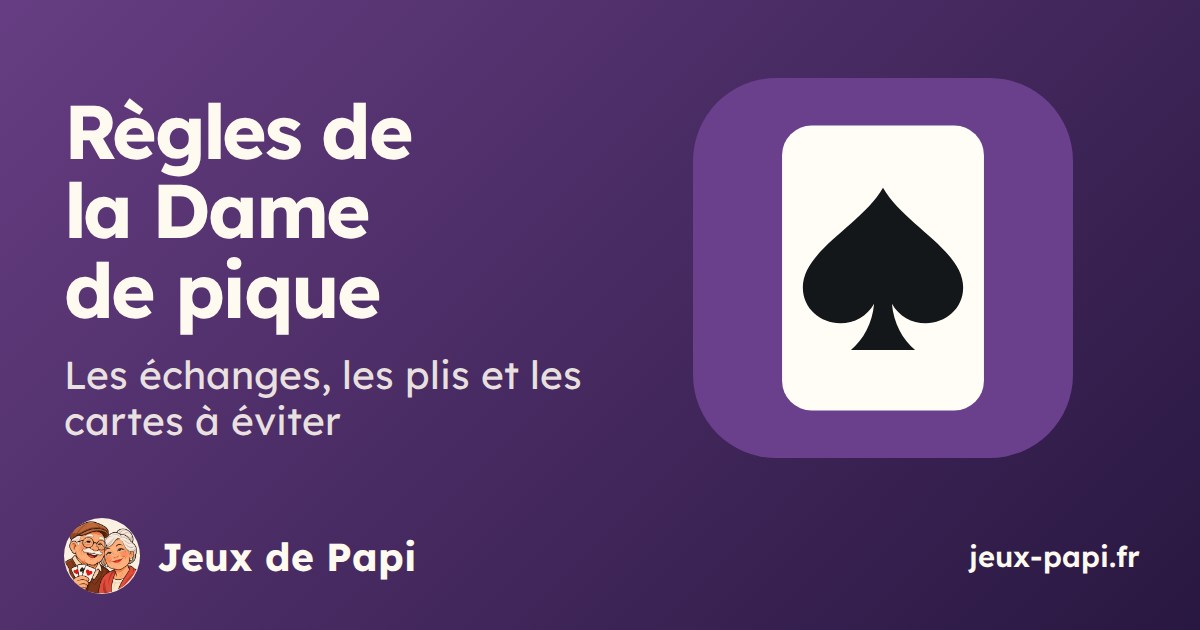 Règles de
la Dame
de pique
Les échanges, les plis et les
cartes à éviter
Jeux de Papi
jeux-papi.fr